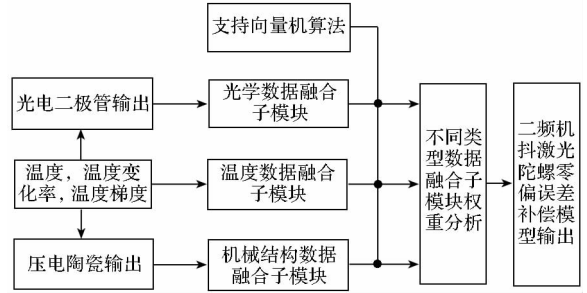 支持向量机算法
光电二极管输出
光学数据融合
子模块
温度，温度变
化率，温度梯度
温度数据融合
子模块
压电陶瓷输出
机械结构数据
融合子模块
不同类
型数据
融合子
模块权
重分析
二频机
抖激光
陀螺零
偏误差
补偿模
型输出